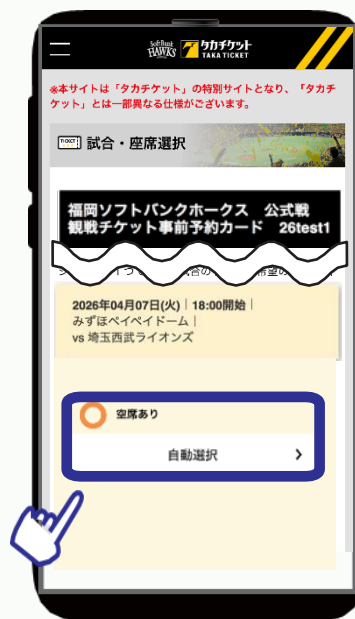 SoftBank HAWKS タカチケット TAKA TICKET
※本サイトは「タカチケット」の特別サイトとなり、「タカチ
ケット」とは一部異なる仕様がございます。
TICKET 試合・座席選択
福岡ソフトバンクホークス 公式戦
観戦チケット事前予約カード 26test1
2026年04月07日(火)｜18:00開始｜
みずほペイペイドーム｜
vs 埼玉西武ライオンズ
空席あり
自動選択